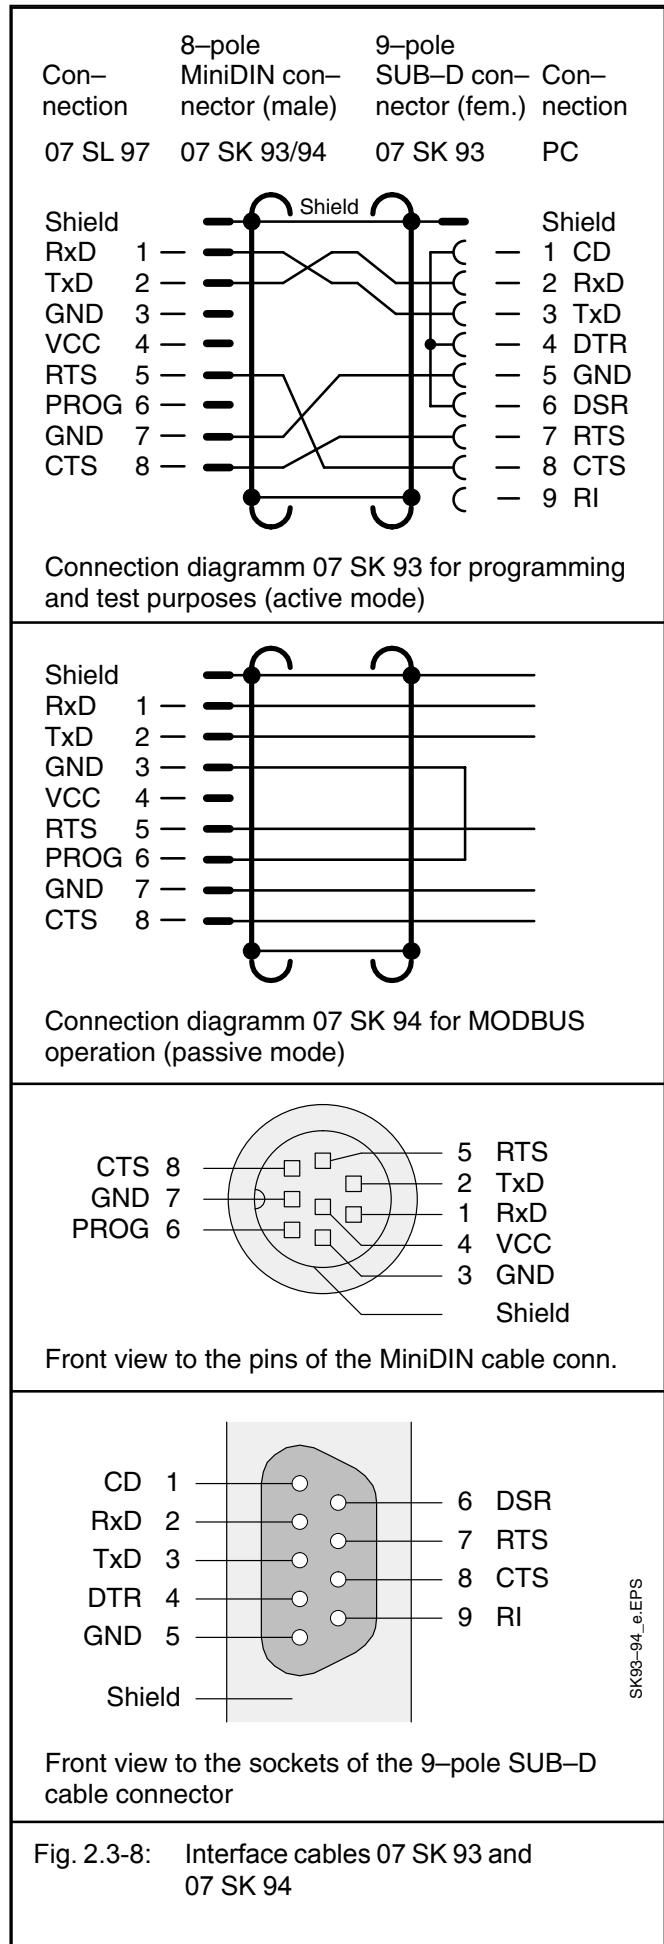 8–pole 9–pole
Con– MiniDIN con– SUB–D con– Con–
nection nector (male) nector (fem.) nection
07 SL 97 07 SK 93/94 07 SK 93 PC
Shield Shield Shield
RxD 1 1 CD
TxD 2 2 RxD
GND 3 3 TxD
VCC 4 4 DTR
RTS 5 5 GND
PROG 6 6 DSR
GND 7 7 RTS
CTS 8 8 CTS
9 RI
Connection diagramm 07 SK 93 for programming
and test purposes (active mode)
Shield
RxD 1
TxD 2
GND 3
VCC 4
RTS 5
PROG 6
GND 7
CTS 8
Connection diagramm 07 SK 94 for MODBUS
operation (passive mode)
CTS 8
GND 7
PROG 6
5 RTS
2 TxD
1 RxD
4 VCC
3 GND
Shield
Front view to the pins of the MiniDIN cable conn.
CD 1
RxD 2
TxD 3
DTR 4
GND 5
Shield
6 DSR
7 RTS
8 CTS
9 RI
SK93–94_e.EPS
Front view to the sockets of the 9–pole SUB–D
cable connector
Fig. 2.3-8: Interface cables 07 SK 93 and
07 SK 94